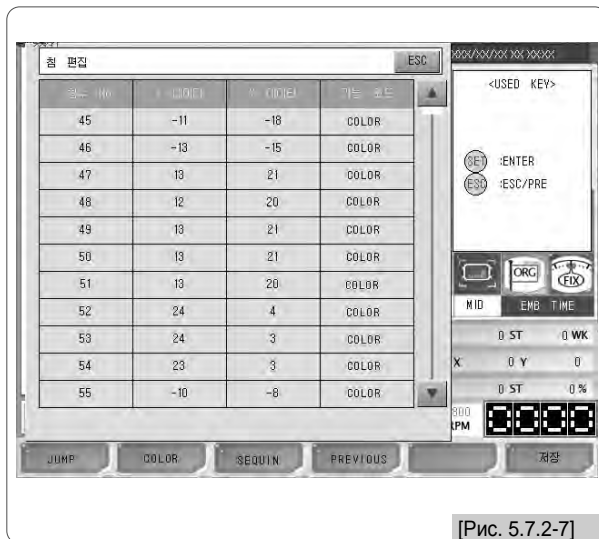 침 편집 ESC
XXX/XX/XX XX XX:XX
45 -11 -18 COLOR
46 -13 -15 COLOR
47 13 21 COLOR
48 12 20 COLOR
49 13 21 COLOR
50 13 21 COLOR
51 13 20 COLOR
52 24 4 COLOR
53 24 3 COLOR
54 23 3 COLOR
55 -10 -8 COLOR
<USED KEY>
SET :ENTER
ESC :ESC/PRE
ORG FIX
MID EMB TIME
0 ST 0 WK
X 0 Y 0
0 ST 0 %
800
RPM
JUMP COLOR SEQUIN PREVIOUS 저장
[Рис. 5.7.2-7]